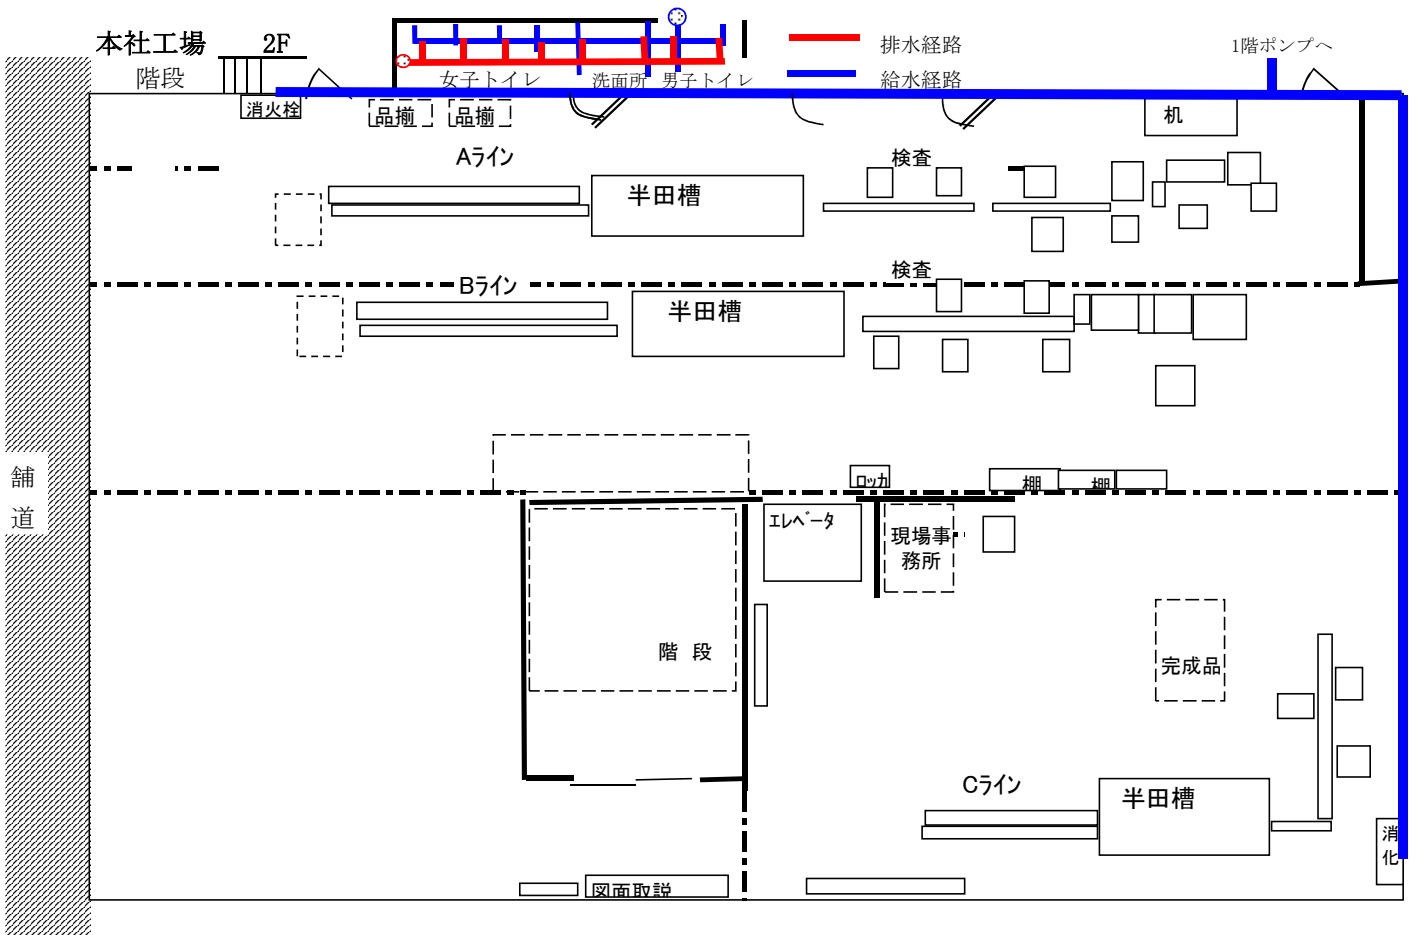 本社工場　2F
排水経路
1階ポンプへ
階段
女子トイレ
洗面所
男子トイレ
給水経路
消火栓
品揃
品揃
机
Aライン
検査
半田槽
Bライン
検査
半田槽
舗
道
ロッカ
棚
棚
エレベータ
現場事
務所
階 段
完成品
Cライン
半田槽
消
化
図面取説